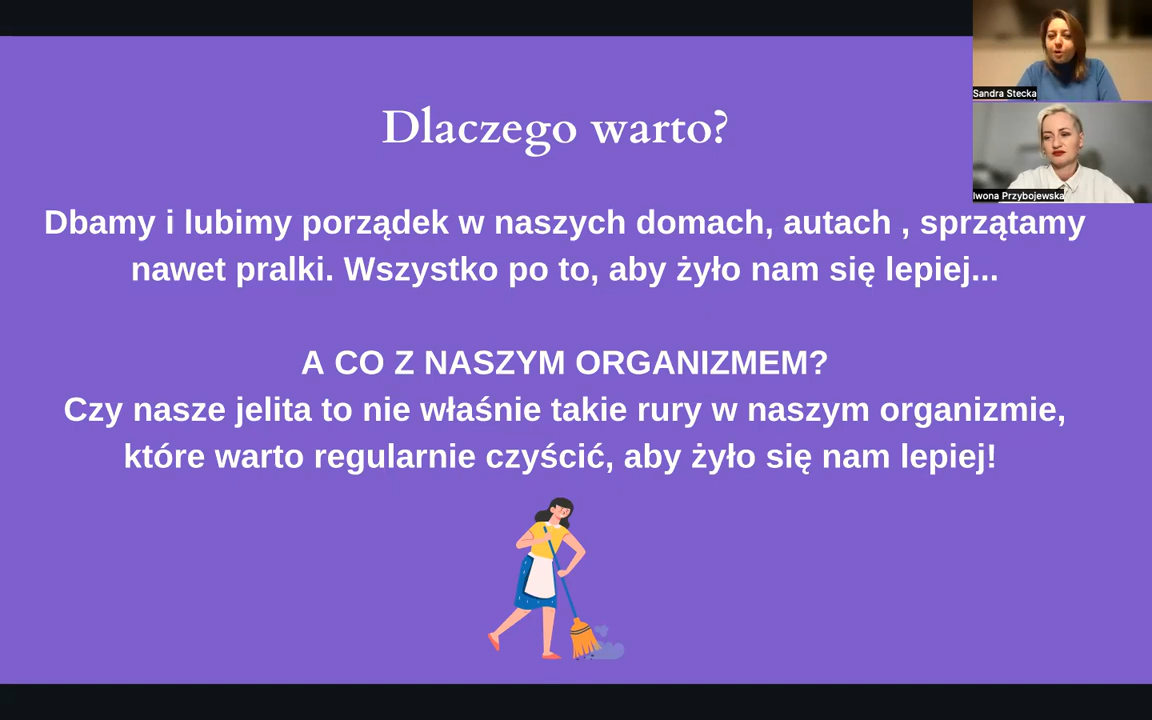 Dlaczego warto?
Sandra Stecka
Iwona Przybojewska
Dbamy i lubimy porządek w naszych domach, autach , sprzątamy
nawet pralki. Wszystko po to, aby żyło nam się lepiej...
A CO Z NASZYM ORGANIZMEM?
Czy nasze jelita to nie właśnie takie rury w naszym organizmie,
które warto regularnie czyścić, aby żyło się nam lepiej!